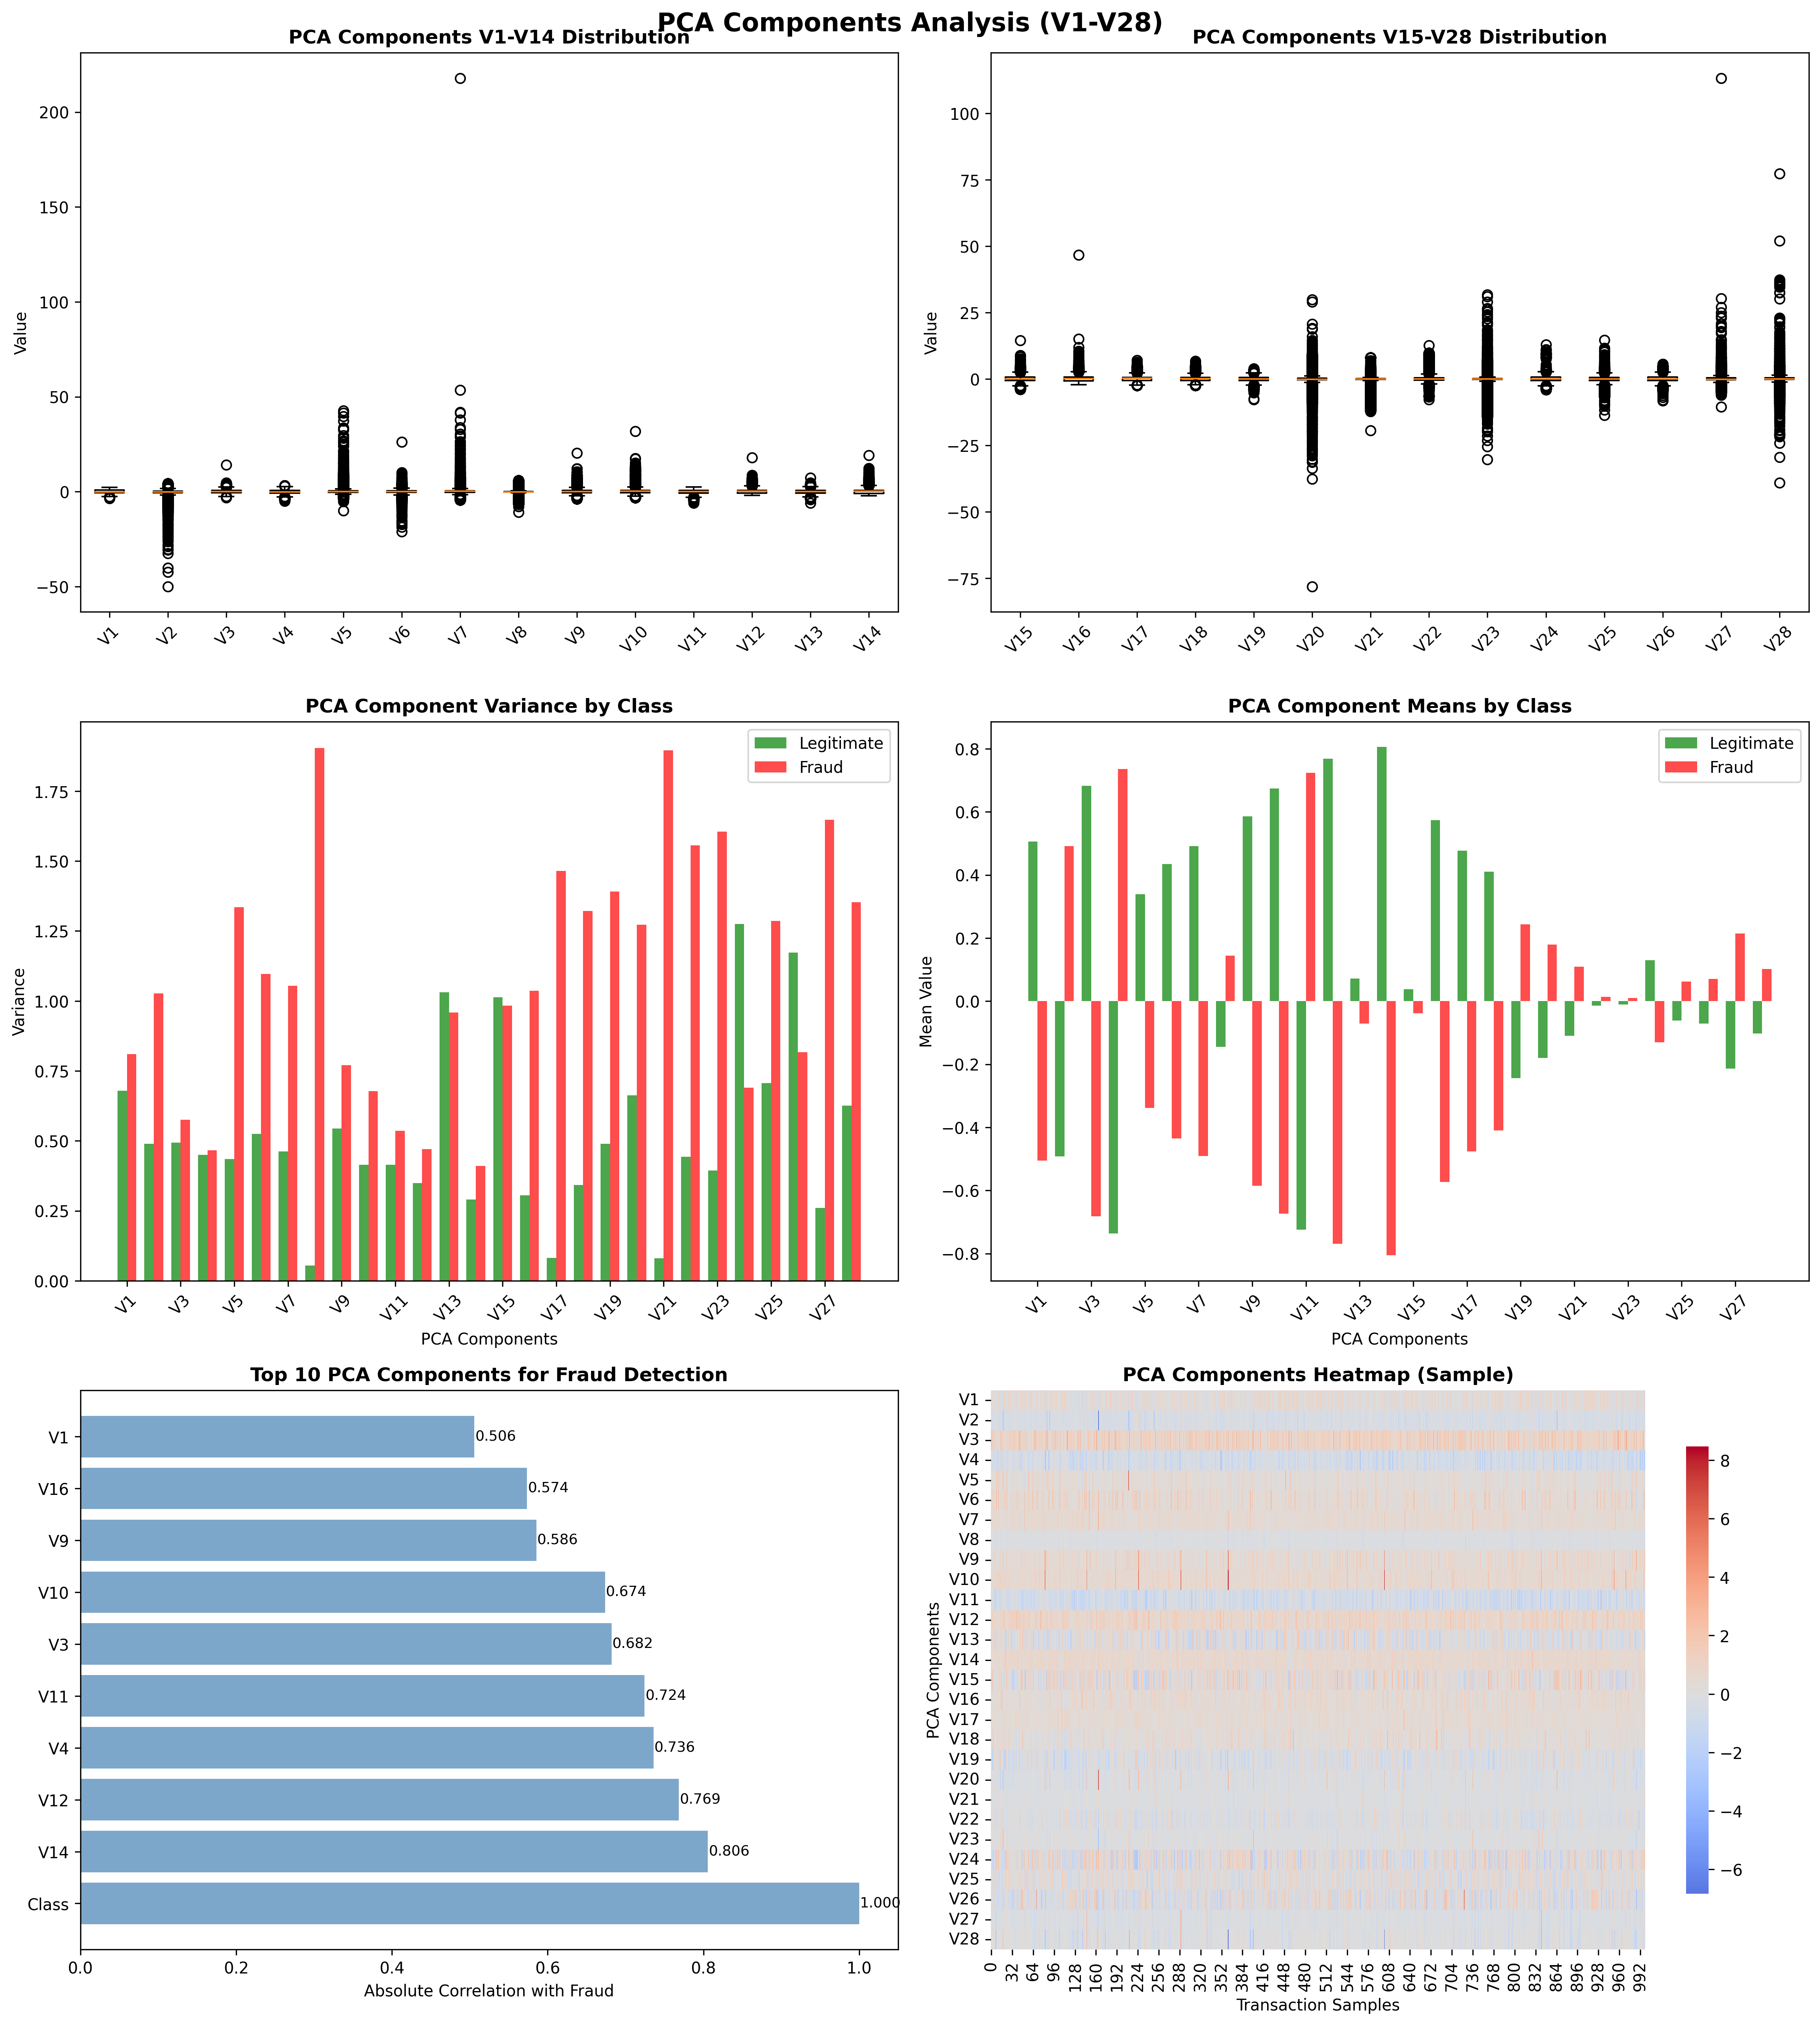 PCA Components Analysis (V1-V28)
PCA Components V1-V14 Distribution
Value
200
150
100
50
0
−50
V1 V2 V3 V4 V5 V6 V7 V8 V9 V10 V11 V12 V13 V14
PCA Components V15-V28 Distribution
Value
100
75
50
25
0
−25
−50
−75
V15 V16 V17 V18 V19 V20 V21 V22 V23 V24 V25 V26 V27 V28
PCA Component Variance by Class
Legitimate
Fraud
Variance
1.75
1.50
1.25
1.00
0.75
0.50
0.25
0.00
V1 V3 V5 V7 V9 V11 V13 V15 V17 V19 V21 V23 V25 V27
PCA Components
PCA Component Means by Class
Legitimate
Fraud
Mean Value
0.8
0.6
0.4
0.2
0.0
−0.2
−0.4
−0.6
−0.8
V1 V3 V5 V7 V9 V11 V13 V15 V17 V19 V21 V23 V25 V27
PCA Components
Top 10 PCA Components for Fraud Detection
V1 0.506
V16 0.574
V9 0.586
V10 0.674
V3 0.682
V11 0.724
V4 0.736
V12 0.769
V14 0.806
Class 1.000
0.0 0.2 0.4 0.6 0.8 1.0
Absolute Correlation with Fraud
PCA Components Heatmap (Sample)
PCA Components
V1
V2
V3
V4
V5
V6
V7
V8
V9
V10
V11
V12
V13
V14
V15
V16
V17
V18
V19
V20
V21
V22
V23
V24
V25
V26
V27
V28
0 32 64 96 128 160 192 224 256 288 320 352 384 416 448 480 512 544 576 608 640 672 704 736 768 800 832 864 896 928 960 992
Transaction Samples
8
6
4
2
0
−2
−4
−6